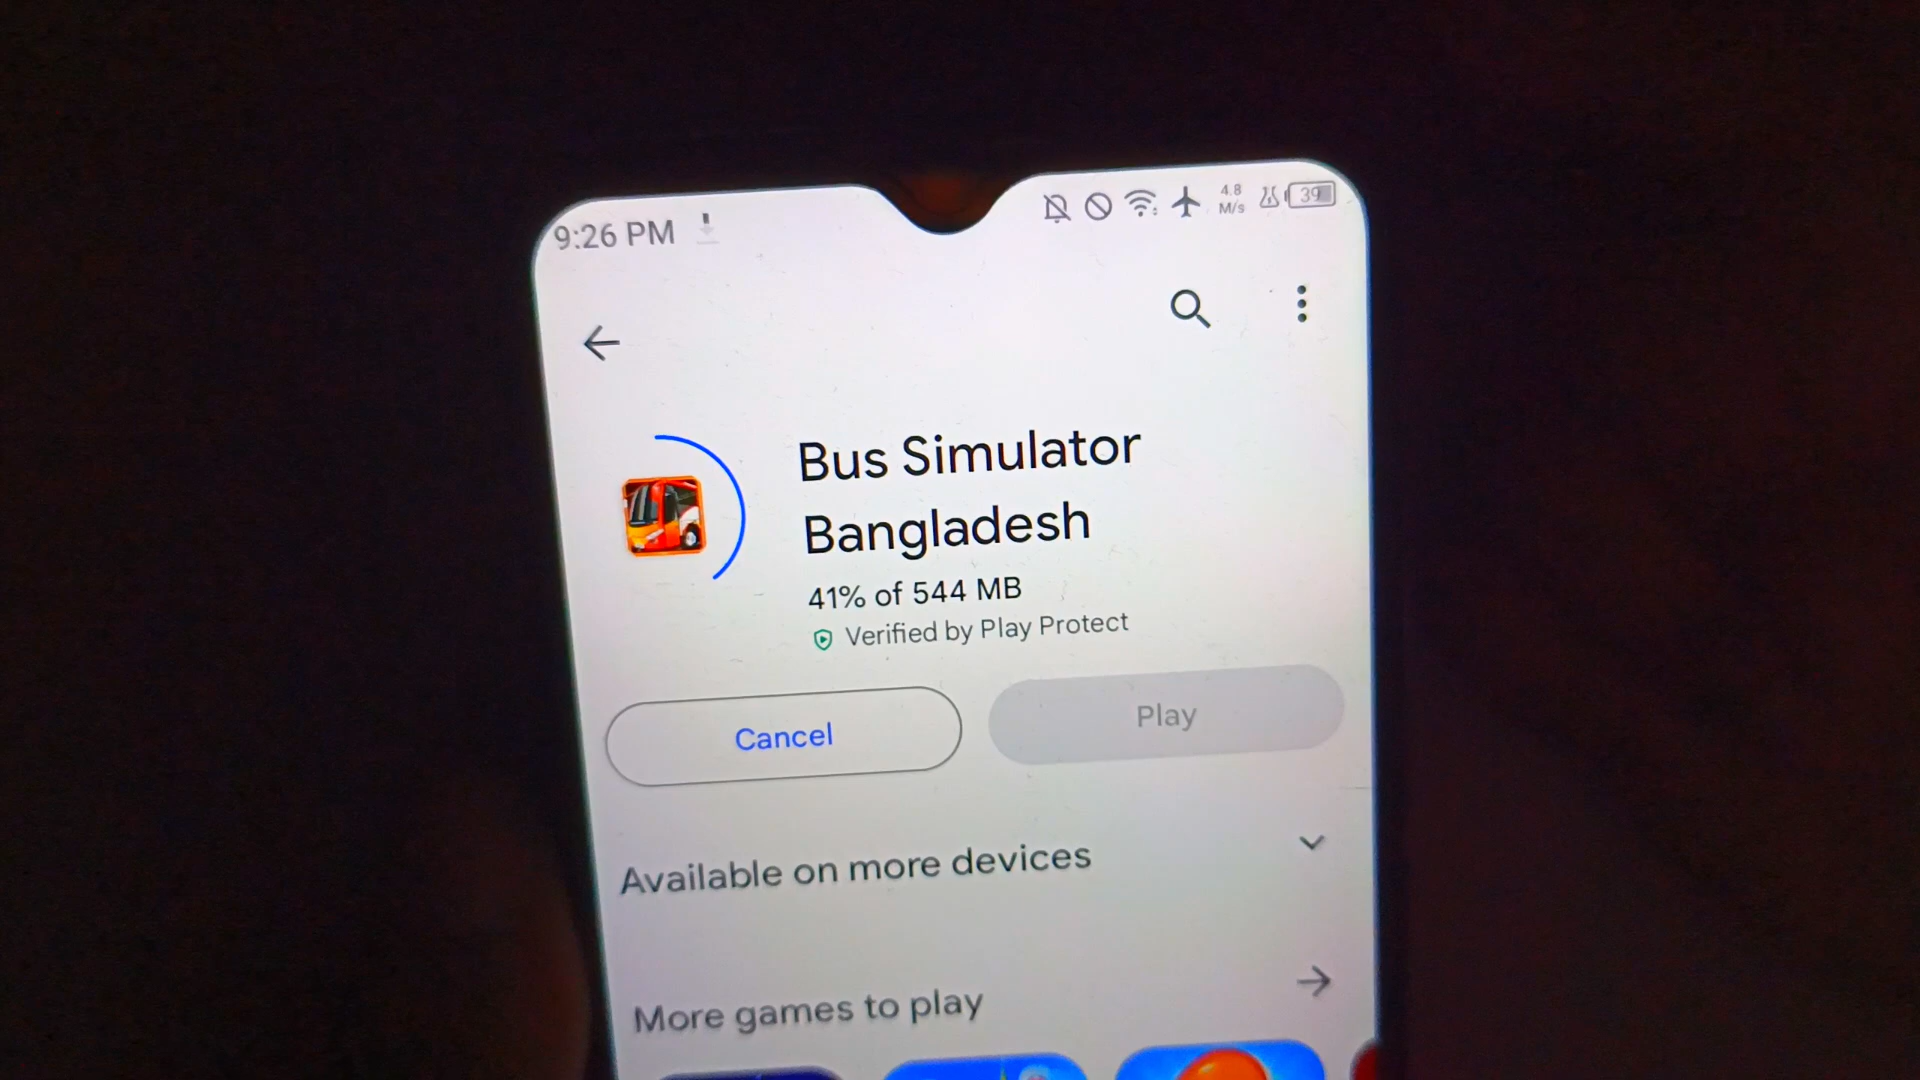 9:26 PM
4.8
M/s
39
Bus Simulator
Bangladesh
41% of 544 MB
Verified by Play Protect
Cancel
Play
Available on more devices
More games to play